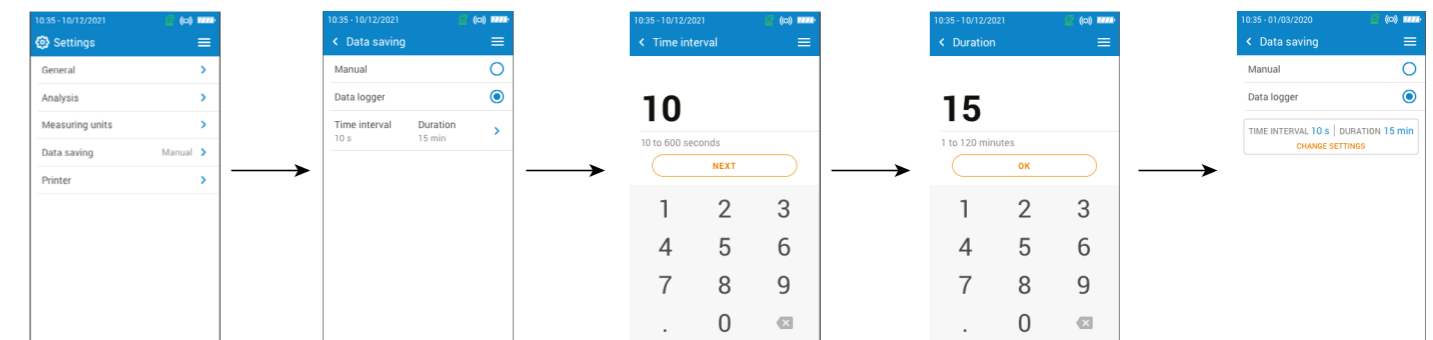 10:35 - 10/12/2021
Settings
General
Analysis
Measuring units
Data saving Manual
Printer
10:35 - 10/12/2021
Data saving
Manual
Data logger
Time interval Duration
10 s 15 min
10:35 - 10/12/2021
Time interval
10
10 to 600 seconds
NEXT
1 2 3
4 5 6
7 8 9
. 0
10:35 - 10/12/2021
Duration
15
1 to 120 minutes
OK
1 2 3
4 5 6
7 8 9
. 0
10:35 - 01/03/2020
Data saving
Manual
Data logger
TIME INTERVAL 10 s | DURATION 15 min
CHANGE SETTINGS